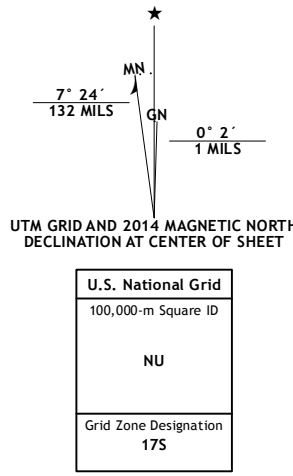 ★
MN
7° 24´
132 MILS
GN
0° 2´
1 MILS
UTM GRID AND 2014 MAGNETIC NORTH
DECLINATION AT CENTER OF SHEET
U.S. National Grid
100,000-m Square ID
NU
Grid Zone Designation
17S